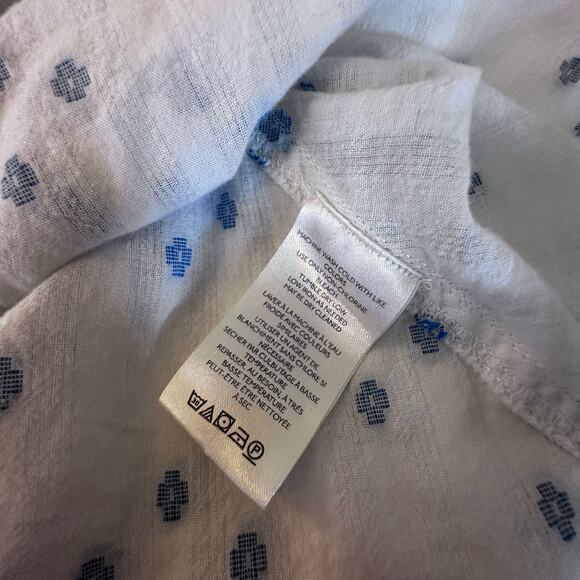 MACHINE WASH COLD WITH LIKE
COLORS
USE ONLY NON-CHLORINE
BLEACH
TUMBLE DRY LOW
LOW IRON AS NEEDED
MAY BE DRY CLEANED
LAVER À LA MACHINE À L'EAU
FROIDE AVEC COULEURS
SIMILAIRES
UTILISER UN AGENT DE
BLANCHIMENT SANS CHLORE SI
NÉCESSAIRE
SÉCHER PAR CULBUTAGE À BASSE
TEMPÉRATURE
REPASSER, AU BESOIN, À TRÈS
BASSE TEMPÉRATURE
PEUT ÊTRE ÊTRE NETTOYÉE
À SEC
30 P